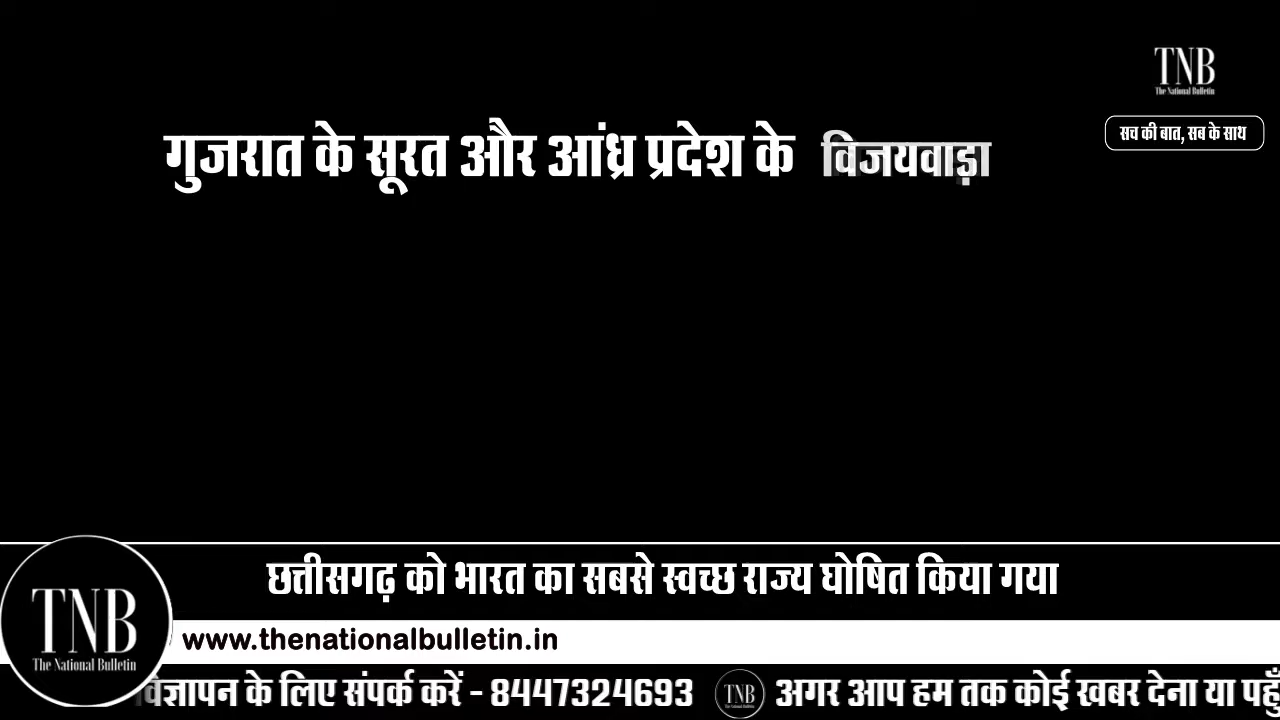 TNB
The National Bulletin
सच की बात, सब के साथ
गुजरात के सूरत और आंध्र प्रदेश के विजयवाड़ा
छत्तीसगढ़ को भारत का सबसे स्वच्छ राज्य घोषित किया गया
TNB
The National Bulletin
www.thenationalbulletin.in
विज्ञापन के लिए संपर्क करें - 8447324693 TNB अगर आप हम तक कोई खबर देना या